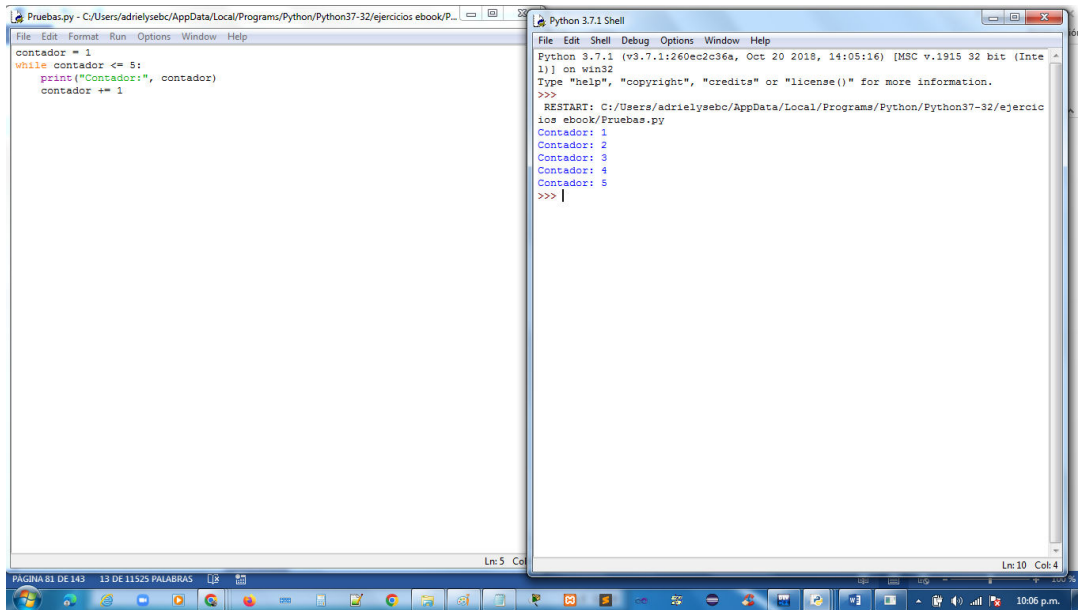 Pruebas.py - C:/Users/adrielysebc/AppData/Local/Programs/Python/Python37-32/ejercicios ebook/P...
File Edit Format Run Options Window Help
contador = 1
while contador <= 5:
    print("Contador:", contador)
    contador += 1
Ln: 5 Col
Python 3.7.1 Shell
File Edit Shell Debug Options Window Help
Python 3.7.1 (v3.7.1:260ec2c36a, Oct 20 2018, 14:05:16) [MSC v.1915 32 bit (Inte
l)] on win32
Type "help", "copyright", "credits" or "license()" for more information.
>>>
 RESTART: C:/Users/adrielysebc/AppData/Local/Programs/Python/Python37-32/ejercic
ios ebook/Pruebas.py
Contador: 1
Contador: 2
Contador: 3
Contador: 4
Contador: 5
>>>
Ln: 10 Col: 4
PÁGINA 81 DE 143 13 DE 11525 PALABRAS
100 %
10:06 p.m.